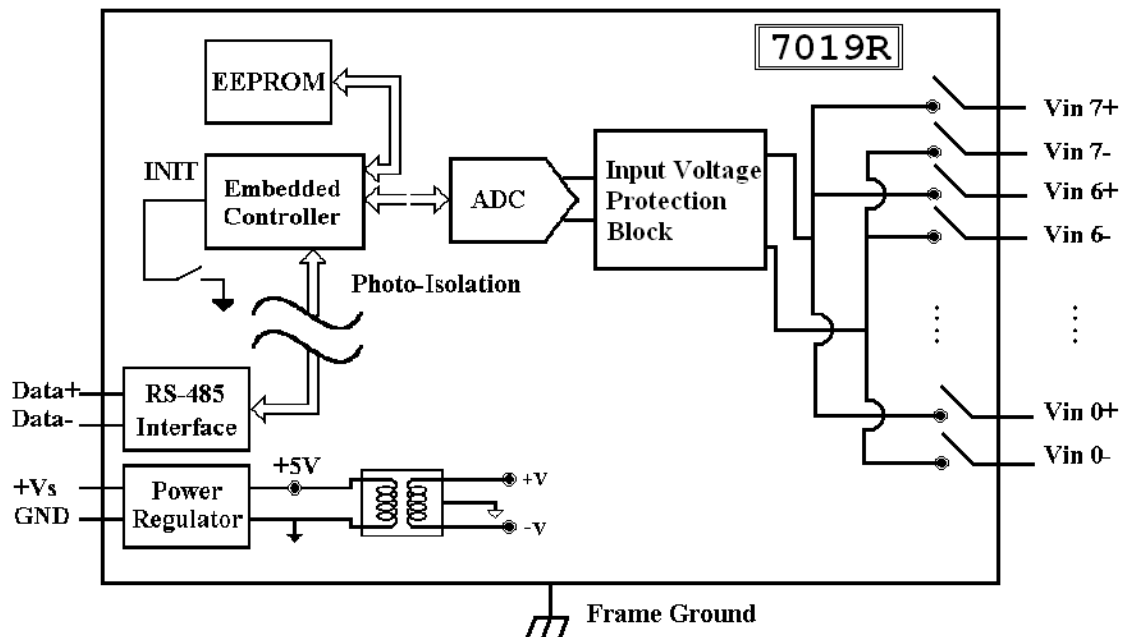 7019R
EEPROM
INIT
Embedded
Controller
ADC
Input Voltage
Protection
Block
Vin 7+
Vin 7-
Vin 6+
Vin 6-
Photo-Isolation
Data+
Data-
RS-485
Interface
Vin 0+
Vin 0-
+Vs
GND
Power
Regulator
+5V
+V
-V
Frame Ground